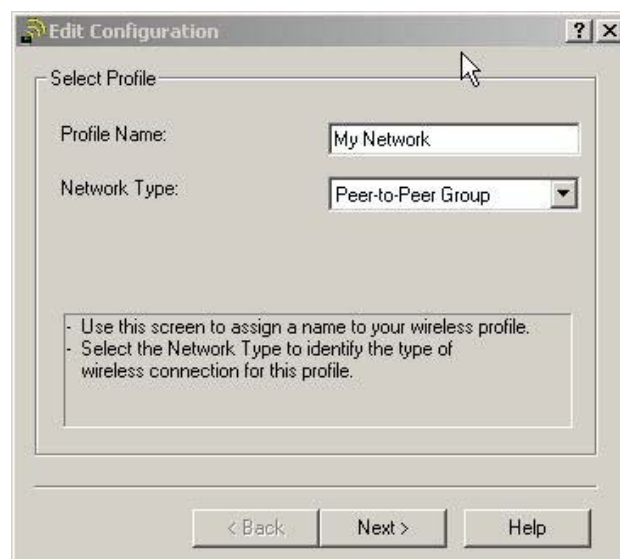 Edit Configuration
Select Profile
Profile Name:
My Network
Network Type:
Peer-to-Peer Group
- Use this screen to assign a name to your wireless profile.
- Select the Network Type to identify the type of
wireless connection for this profile.
< Back
Next >
Help